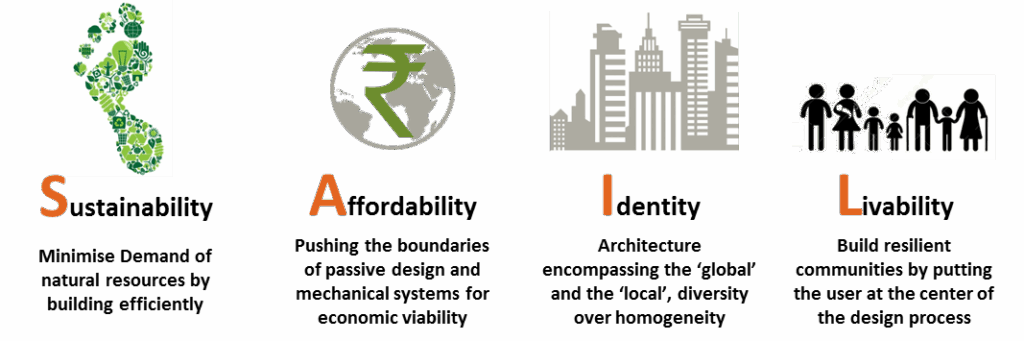 Sustainability
Minimise Demand of
natural resources by
building efficiently
Affordability
Pushing the boundaries
of passive design and
mechanical systems for
economic viability
Identity
Architecture
encompassing the ‘global’
and the ‘local’, diversity
over homogeneity
Livability
Build resilient
communities by putting
the user at the center of
the design process